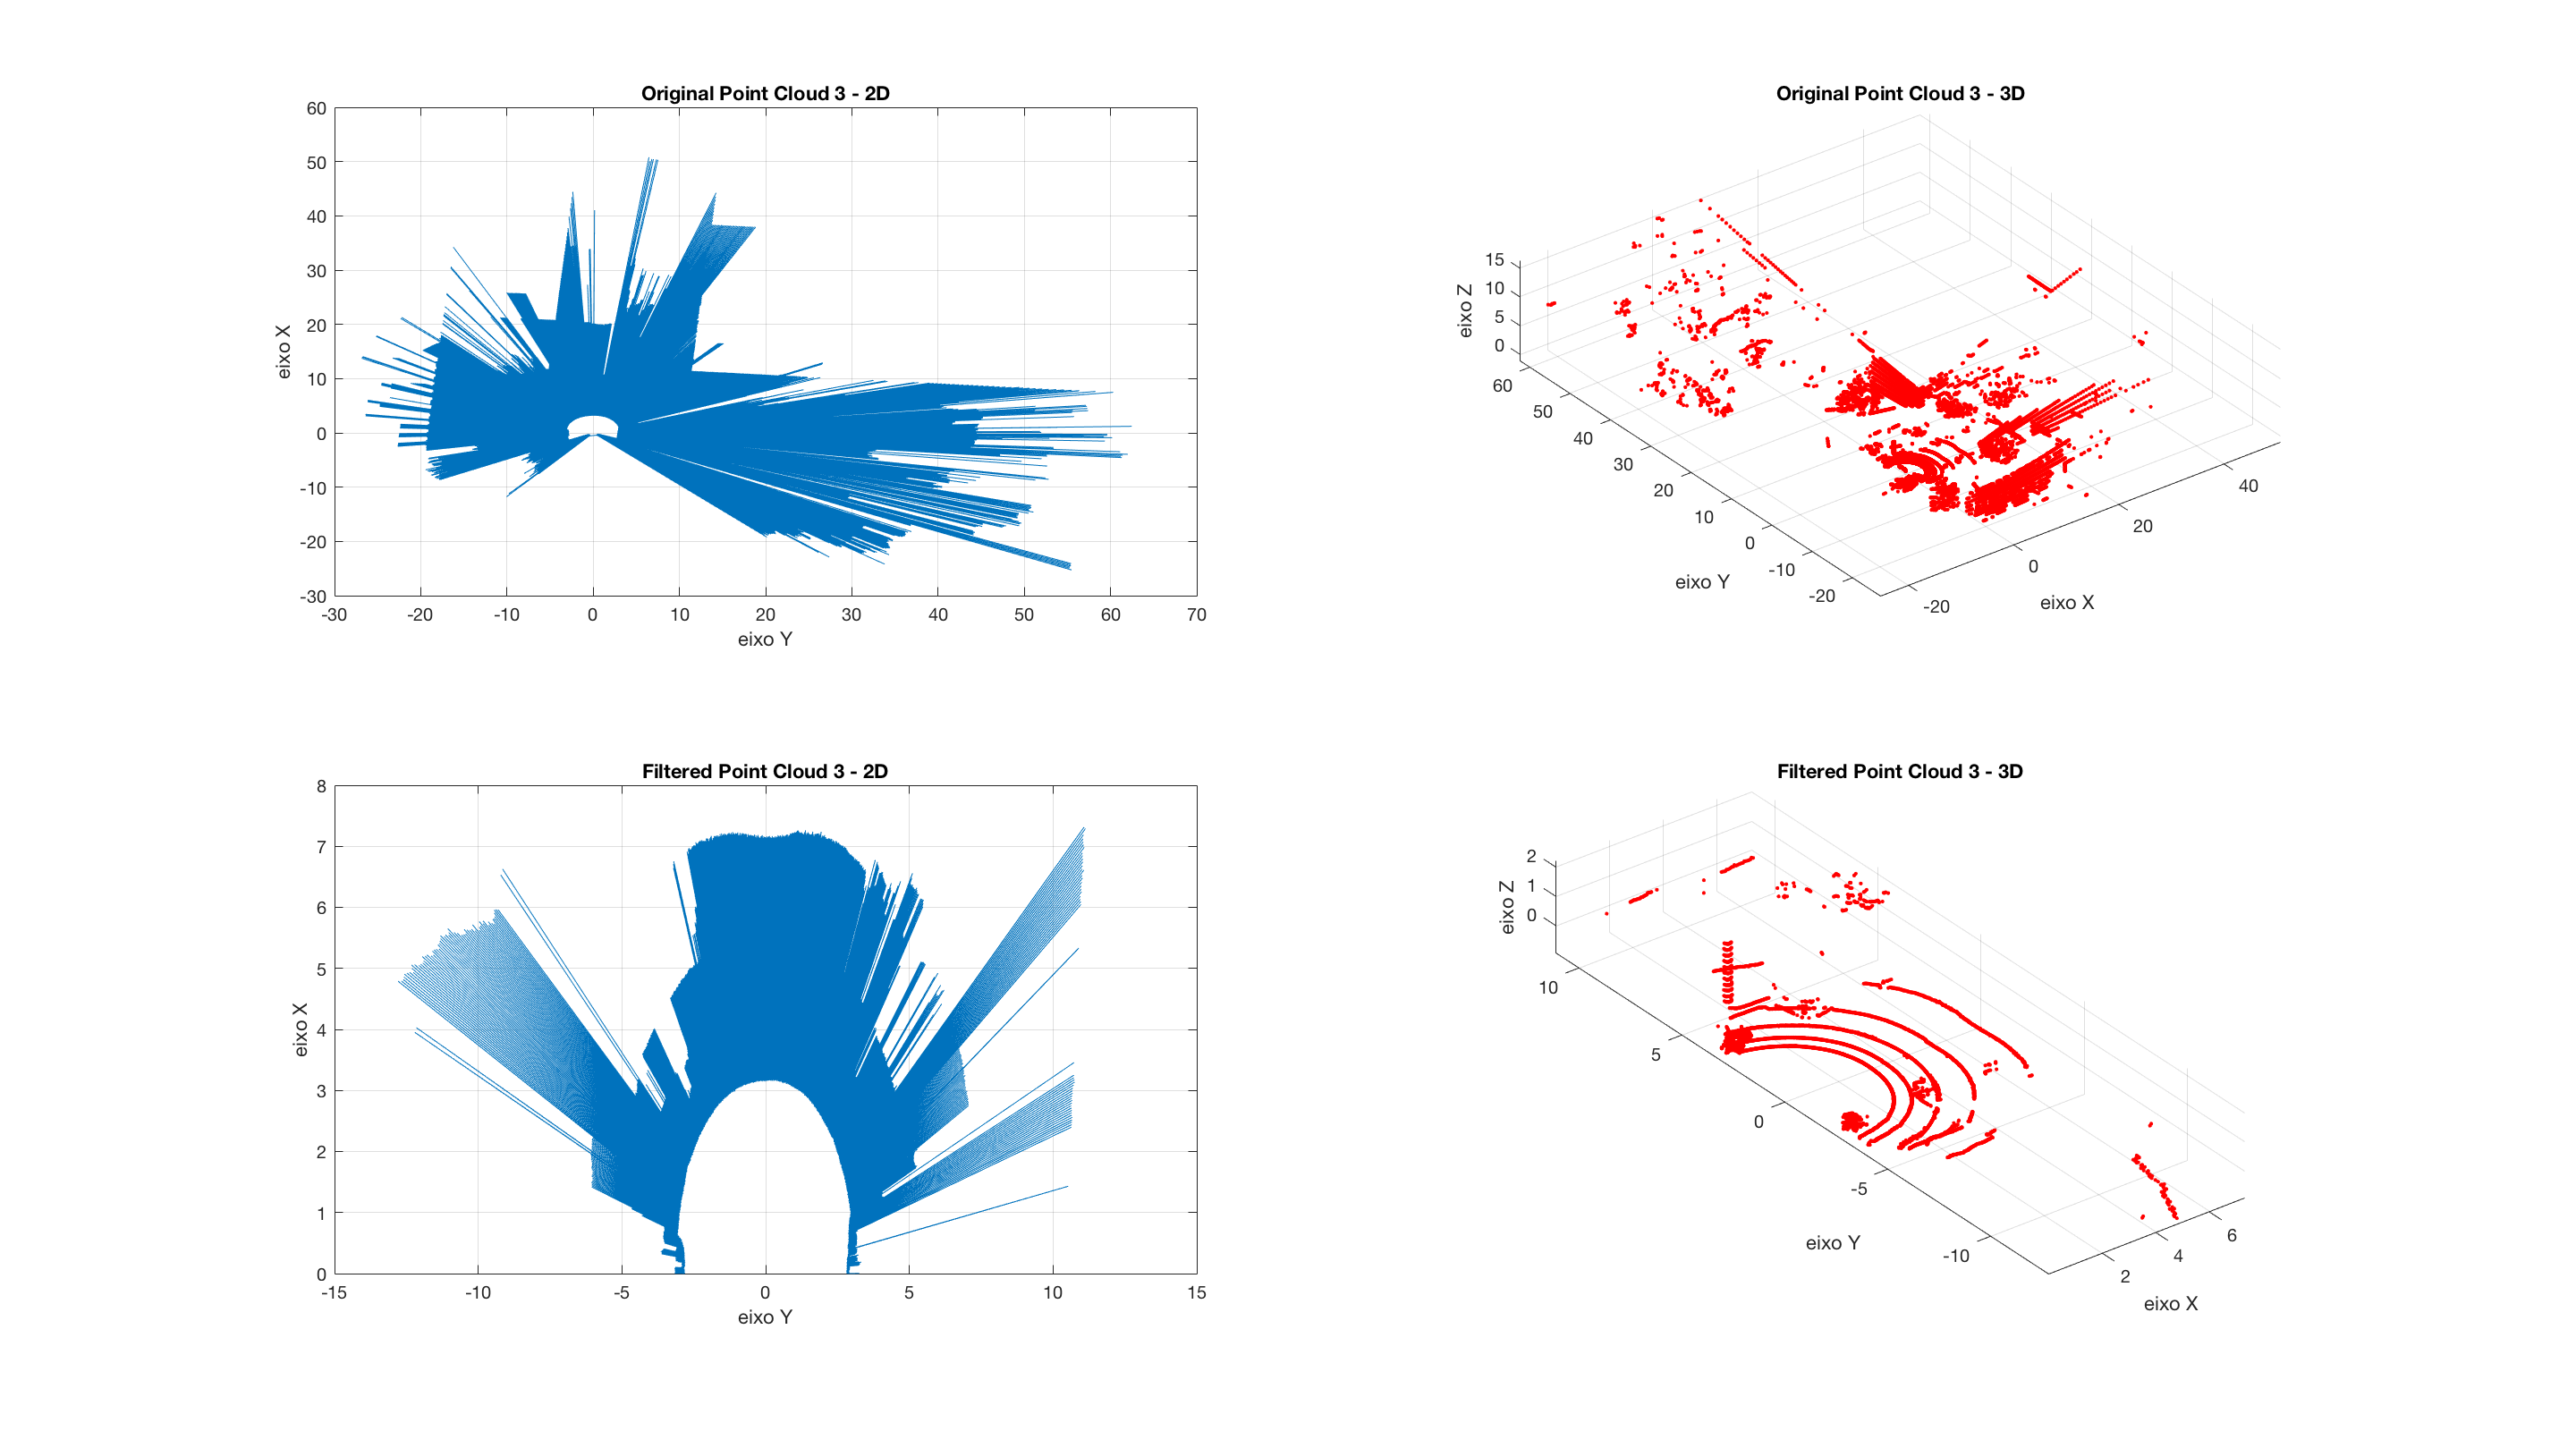 Original Point Cloud 3 - 2D
60
50
40
30
20
10
0
-10
-20
-30
eixo X
-30 -20 -10 0 10 20 30 40 50 60 70
eixo Y
Original Point Cloud 3 - 3D
15
10
5
0
eixo Z
60
50
40
30
20
10
0
-10
-20
eixo Y
-20
0
20
40
eixo X
Filtered Point Cloud 3 - 2D
8
7
6
5
4
3
2
1
0
eixo X
-15 -10 -5 0 5 10 15
eixo Y
Filtered Point Cloud 3 - 3D
2
1
0
eixo Z
10
5
0
-5
-10
eixo Y
2
4
6
eixo X